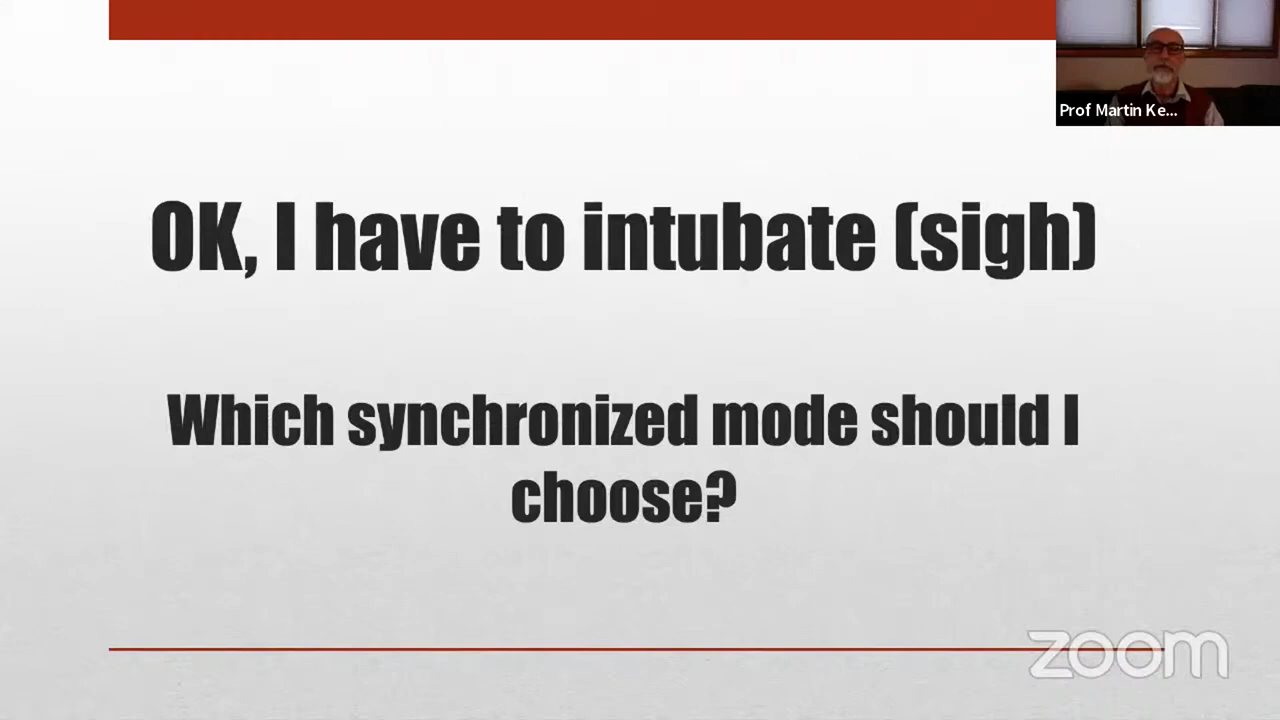 Prof Martin Ke...
OK, I have to intubate (sigh)
Which synchronized mode should I
choose?
zoom